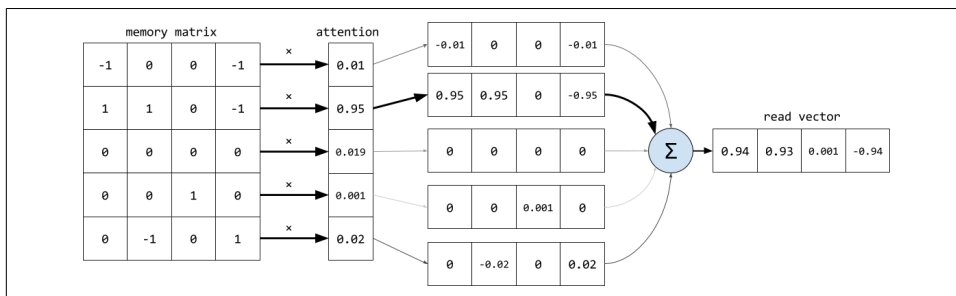 memory matrix
-1 0 0 -1
1 1 0 -1
0 0 0 0
0 0 1 0
0 -1 0 1
×
×
×
×
×
attention
0.01
0.95
0.019
0.001
0.02
-0.01 0 0 -0.01
0.95 0.95 0 -0.95
0 0 0 0
0 0 0.001 0
0 -0.02 0 0.02
Σ
read vector
0.94 0.93 0.001 -0.94